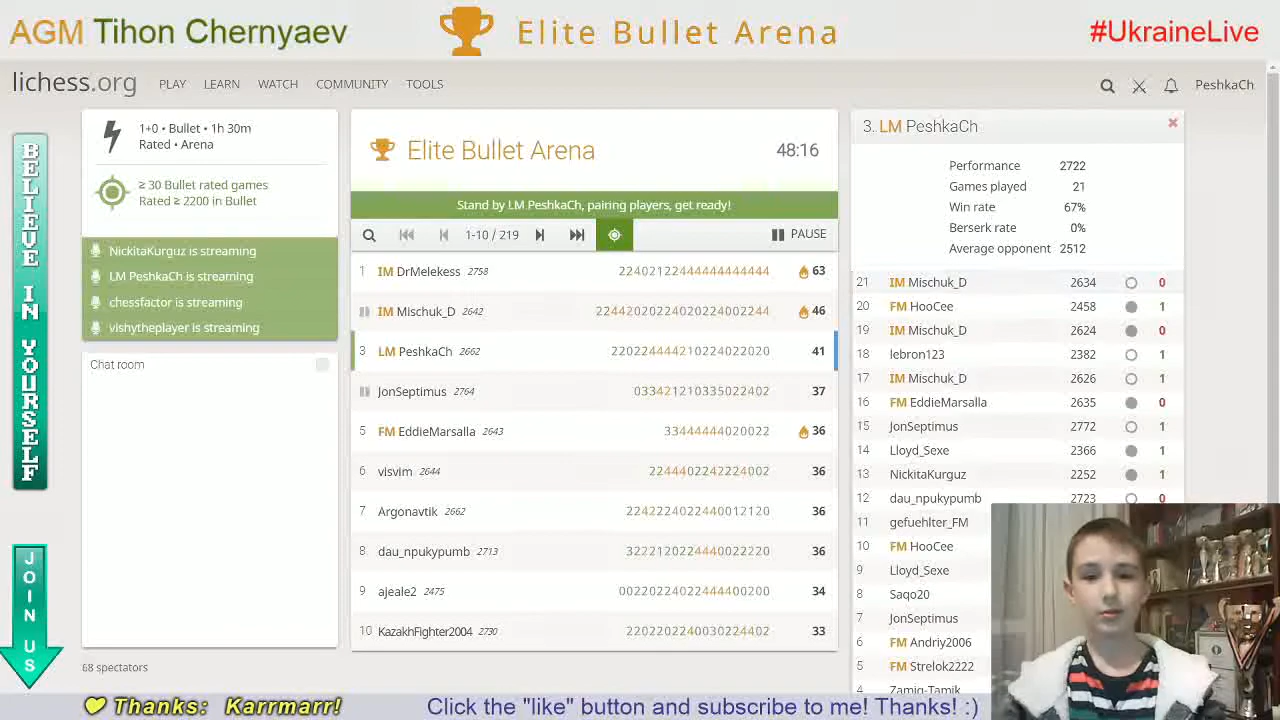 AGM Tihon Chernyaev
Elite Bullet Arena
#UkraineLive
lichess.org PLAY LEARN WATCH COMMUNITY TOOLS PeshkaCh
BELIEVE IN YOURSELF
JOIN US
1+0 • Bullet • 1h 30m
Rated • Arena
≥ 30 Bullet rated games
Rated ≥ 2200 in Bullet
NickitaKurguz is streaming
LM PeshkaCh is streaming
chessfactor is streaming
vishytheplayer is streaming
Chat room
68 spectators
Elite Bullet Arena 48:16
Stand by LM PeshkaCh, pairing players, get ready!
1-10 / 219 PAUSE
1 IM DrMelekess 2758 22402122444444444444 63
IM Mischuk_D 2642 22442020224020224002244 46
3 LM PeshkaCh 2662 220224444210224022020 41
JonSeptimus 2764 033421210335022402 37
5 FM EddieMarsalla 2643 33444444020022 36
6 visvim 2644 2244402242224002 36
7 Argonavtik 2662 2242224022440012120 36
8 dau_npukypumb 2713 3222120224440022220 36
9 ajeale2 2475 00220202244440020​0 34
10 KazakhFighter2004 2730 2202202240030224402 33
3. LM PeshkaCh
Performance 2722
Games played 21
Win rate 67%
Berserk rate 0%
Average opponent 2512
21 IM Mischuk_D 2634 0
20 FM HooCee 2458 1
19 IM Mischuk_D 2624 0
18 lebron123 2382 1
17 IM Mischuk_D 2626 1
16 FM EddieMarsalla 2635 0
15 JonSeptimus 2772 1
14 Lloyd_Sexe 2366 1
13 NickitaKurguz 2252 1
12 dau_npukypumb 2723 0
11 gefuehlter_FM
10 FM HooCee
9 Lloyd_Sexe
8 Saqo20
7 JonSeptimus
6 FM Andriy2006
5 FM Strelok2222
4 Zamig-Tamik
Thanks: Karrmarr!
Click the "like" button and subscribe to me! Thanks! :)